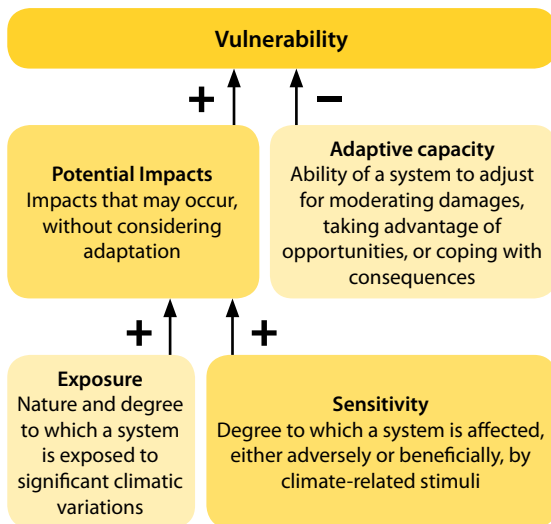 Vulnerability
+
−
Potential Impacts
Impacts that may occur,
without considering
adaptation
Adaptive capacity
Ability of a system to adjust
for moderating damages,
taking advantage of
opportunities, or coping with
consequences
+
+
Exposure
Nature and degree
to which a system
is exposed to
significant climatic
variations
Sensitivity
Degree to which a system is affected,
either adversely or beneficially, by
climate-related stimuli